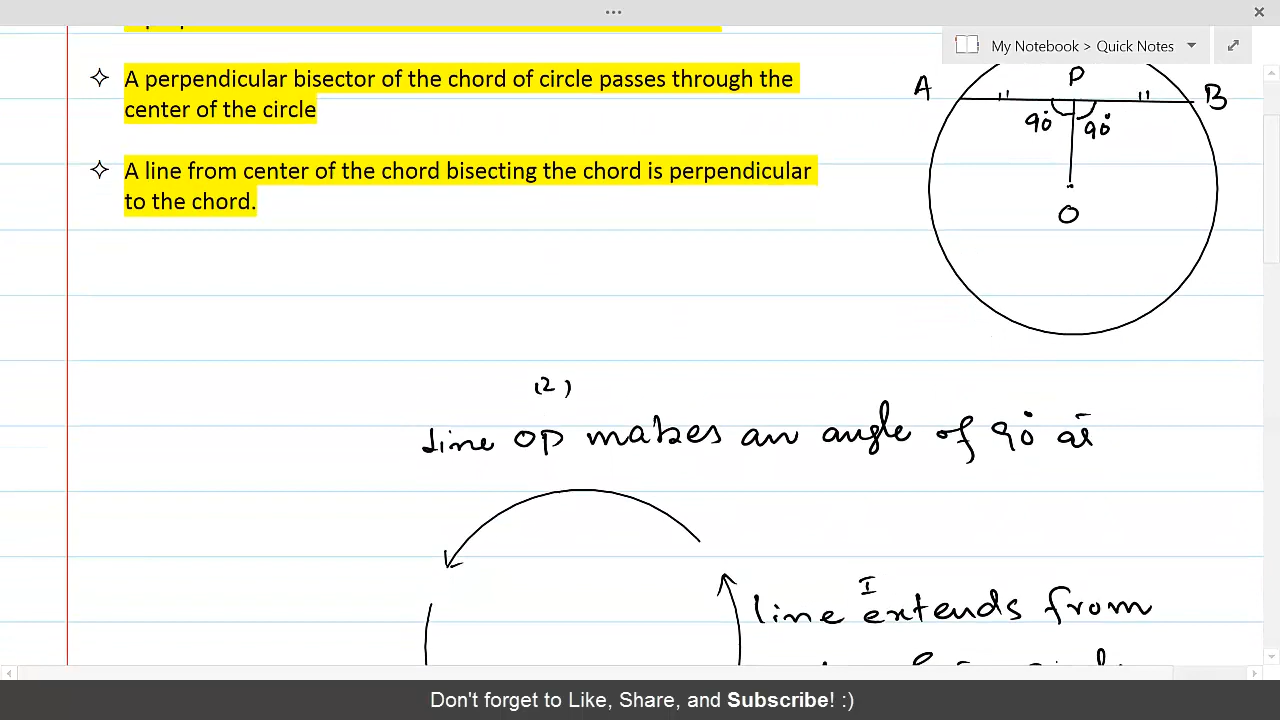 My Notebook > Quick Notes
A perpendicular bisector of the chord of circle passes through the
center of the circle
A line from center of the chord bisecting the chord is perpendicular
to the chord.
A
P
B
90°
90°
O
(2)
Line OP makes an angle of 90° at
I
line extends from
Don't forget to Like, Share, and Subscribe! :)